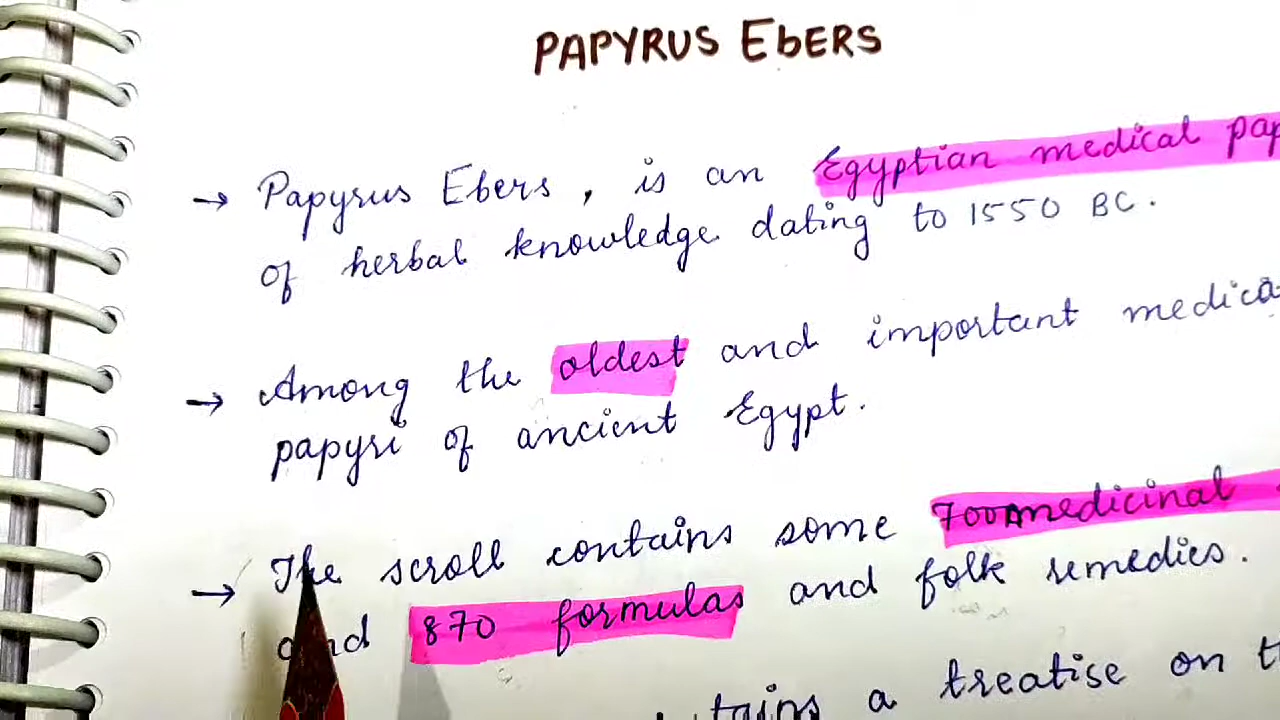 PAPYRUS EbERS
→ Papyrus Ebers, is an Egyptian medical
of herbal knowledge dating to 1550 BC.
→ Among the oldest and important
papyri of ancient Egypt.
→ The scroll contains some 700 medicinal
and 870 formulas and folk remedies.
a treatise on